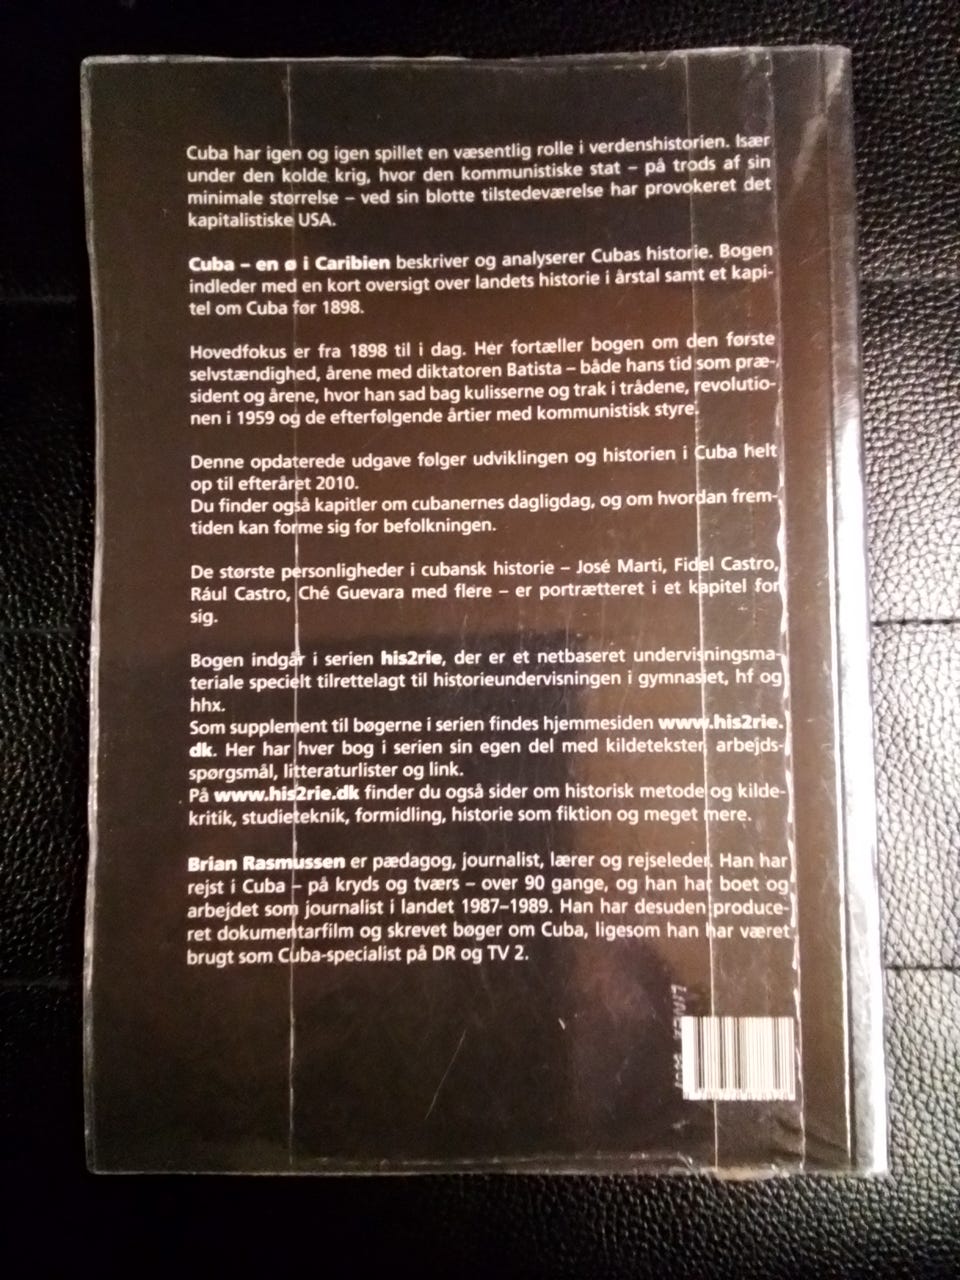 Cuba har igen og igen spillet en væsentlig rolle i verdenshistorien. Især
under den kolde krig, hvor den kommunistiske stat – på trods af sin
minimale størrelse – ved sin blotte tilstedeværelse har provokeret det
kapitalistiske USA.
Cuba – en ø i Caribien beskriver og analyserer Cubas historie. Bogen
indleder med en kort oversigt over landets historie i årstal samt et kapi-
tel om Cuba før 1898.
Hovedfokus er fra 1898 til i dag. Her fortæller bogen om den første
selvstændighed, årene med diktatoren Batista – både hans tid som præ-
sident og årene, hvor han sad bag kulisserne og trak i trådene, revolutio-
nen i 1959 og de efterfølgende årtier med kommunistisk styre.
Denne opdaterede udgave følger udviklingen og historien i Cuba helt
op til efteråret 2010.
Du finder også kapitler om cubanernes dagligdag, og om hvordan frem-
tiden kan forme sig for befolkningen.
De største personligheder i cubansk historie – José Marti, Fidel Castro,
Rául Castro, Ché Guevara med flere – er portrætteret i et kapitel for
sig.
Bogen indgår i serien his2rie, der er et netbaseret undervisningsma-
teriale specielt tilrettelagt til historieundervisningen i gymnasiet, hf og
hhx.
Som supplement til bøgerne i serien findes hjemmesiden www.his2rie.
dk. Her har hver bog i serien sin egen del med kildetekster, arbejds-
spørgsmål, litteraturlister og link.
På www.his2rie.dk finder du også sider om historisk metode og kilde-
kritik, studieteknik, formidling, historie som fiktion og meget mere.
Brian Rasmussen er pædagog, journalist, lærer og rejseleder. Han har
rejst i Cuba – på kryds og tværs – over 90 gange, og han har boet og
arbejdet som journalist i landet 1987–1989. Han har desuden produce-
ret dokumentarfilm og skrevet bøger om Cuba, ligesom han har været
brugt som Cuba-specialist på DR og TV 2.